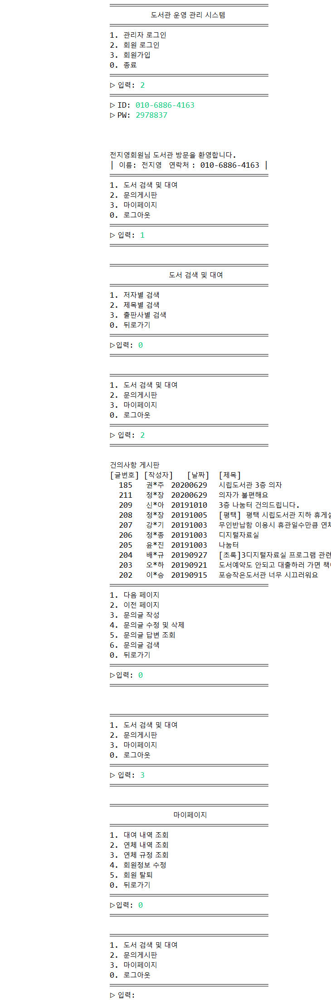 도서관 운영 관리 시스템
1. 관리자 로그인
2. 회원 로그인
3. 회원가입
0. 종료
▷ 입력: 2
▷ ID: 010-6886-4163
▷ PW: 2978837
전지영회원님 도서관 방문을 환영합니다.
| 이름: 전지영 연락처 : 010-6886-4163 |
1. 도서 검색 및 대여
2. 문의게시판
3. 마이페이지
0. 로그아웃
▷ 입력: 1
도서 검색 및 대여
1. 저자별 검색
2. 제목별 검색
3. 출판사별 검색
0. 뒤로가기
▷입력: 0
1. 도서 검색 및 대여
2. 문의게시판
3. 마이페이지
0. 로그아웃
▷ 입력: 2
건의사항 게시판
[글번호] [작성자] [날짜] [제목]
185 권*주 20200629 시립도서관 3층 의자
211 정*장 20200629 의자가 불편해요
209 신*아 20191010 3층 나눔터 건의드립니다.
208 정*장 20191005 [평택] 평택 시립도서관 지하 휴게실
207 강*기 20191003 무인반납함 이용시 휴관일수만큼 연체
206 정*종 20191003 디지털자료실
205 윤*진 20191003 나눔터
204 배*규 20190927 [초록]3디지털자료실 프로그램 관련
203 오*하 20190921 도서예약도 안되고 대출하러 가면 책이
202 이*승 20190915 포승작은도서관 너무 시끄러워요
1. 다음 페이지
2. 이전 페이지
3. 문의글 작성
4. 문의글 수정 및 삭제
5. 문의글 답변 조회
6. 문의글 검색
0. 뒤로가기
▷입력: 0
1. 도서 검색 및 대여
2. 문의게시판
3. 마이페이지
0. 로그아웃
▷ 입력: 3
마이페이지
1. 대여 내역 조회
2. 연체 내역 조회
3. 연체 규정 조회
4. 회원정보 수정
5. 회원 탈퇴
0. 뒤로가기
▷입력: 0
1. 도서 검색 및 대여
2. 문의게시판
3. 마이페이지
0. 로그아웃
▷ 입력: